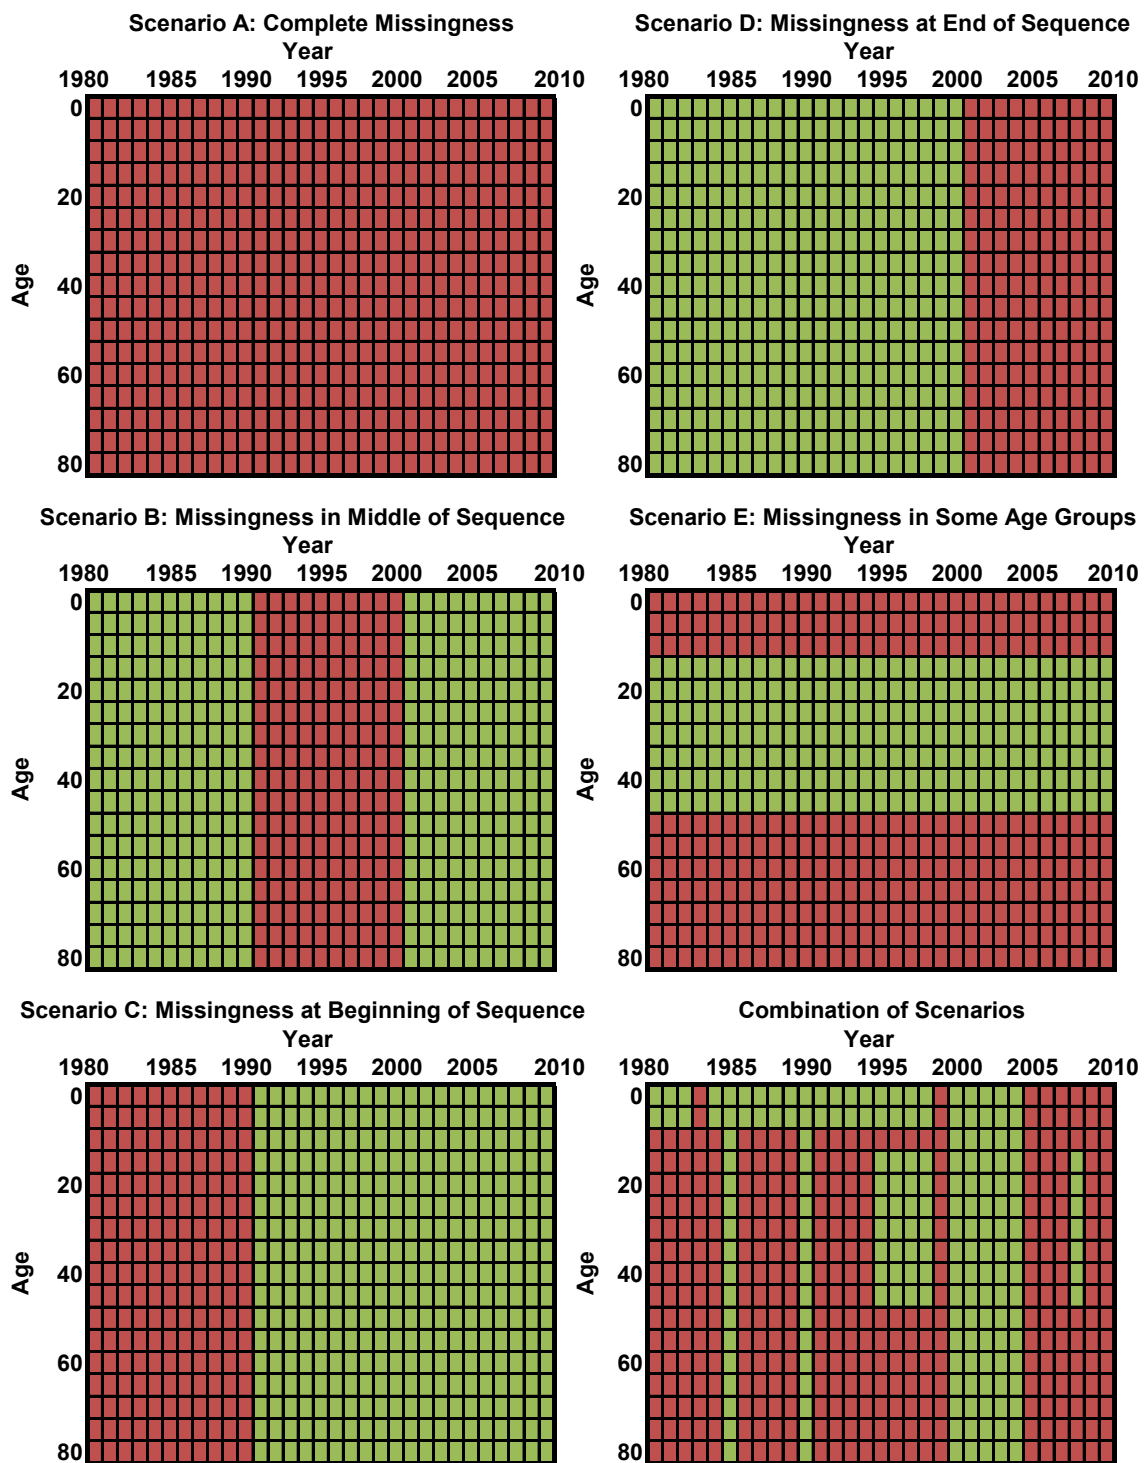 Scenario A: Complete Missingness
Year
1980 1985 1990 1995 2000 2005 2010
0
20
40
60
80
Age
Scenario D: Missingness at End of Sequence
Year
1980 1985 1990 1995 2000 2005 2010
0
20
40
60
80
Age
Scenario B: Missingness in Middle of Sequence
Year
1980 1985 1990 1995 2000 2005 2010
0
20
40
60
80
Age
Scenario E: Missingness in Some Age Groups
Year
1980 1985 1990 1995 2000 2005 2010
0
20
40
60
80
Age
Scenario C: Missingness at Beginning of Sequence
Year
1980 1985 1990 1995 2000 2005 2010
0
20
40
60
80
Age
Combination of Scenarios
Year
1980 1985 1990 1995 2000 2005 2010
0
20
40
60
80
Age